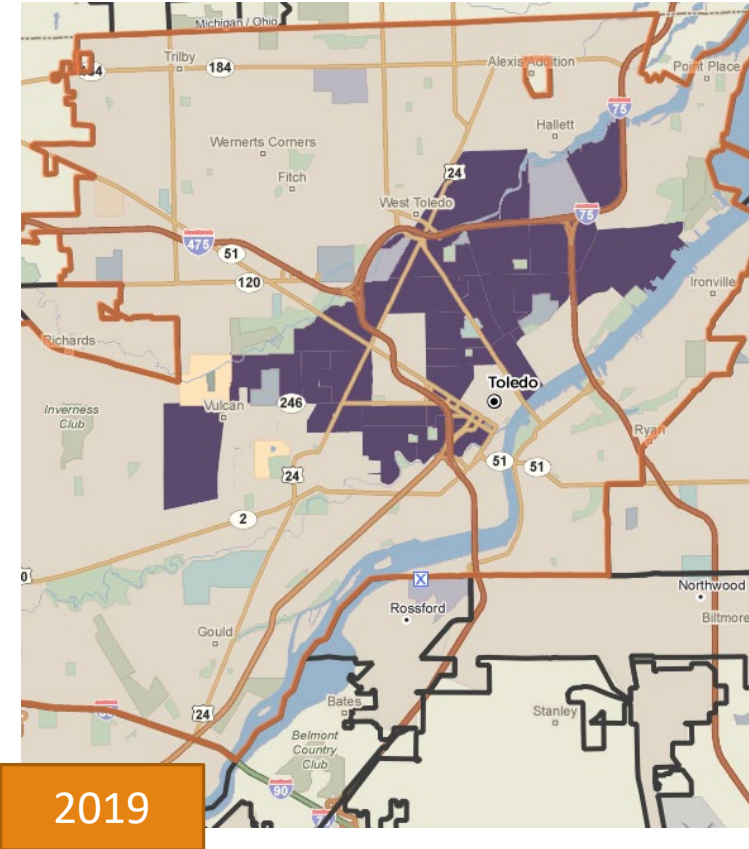 Michigan / Ohio
Trilby
184
184
Alexis Addition
Point Place
75
Hallett
Wernerts Corners
Fitch
24
West Toledo
75
475
51
120
Ironville
Richards
Toledo
Inverness
Club
Vulcan
246
Ryan
24
51
51
2
Rossford
Northwood
Biltmore
Gould
24
Bates
Stanley
Belmont
Country
Club
90
2019